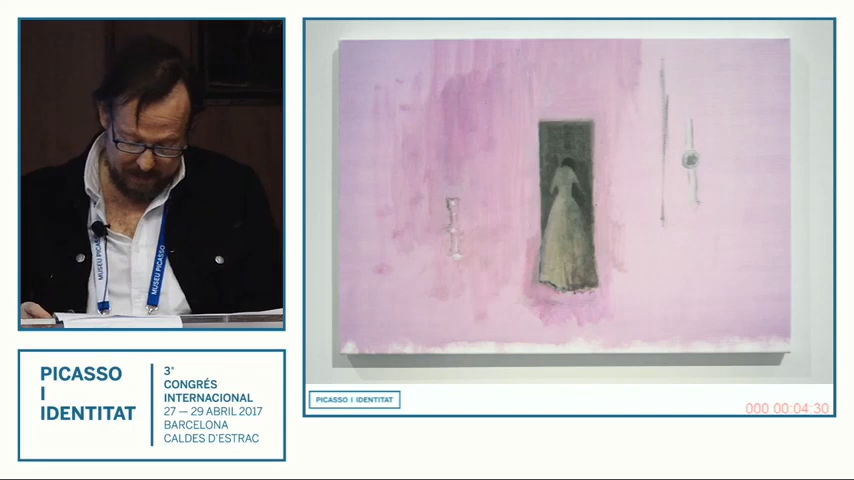 MUSEU PICASSO
MUSEU PICASSO
PICASSO
I
IDENTITAT
3ª
CONGRÉS
INTERNACIONAL
27 — 29 ABRIL 2017
BARCELONA
CALDES D'ESTRAC
PICASSO I IDENTITAT
000 00:04:30